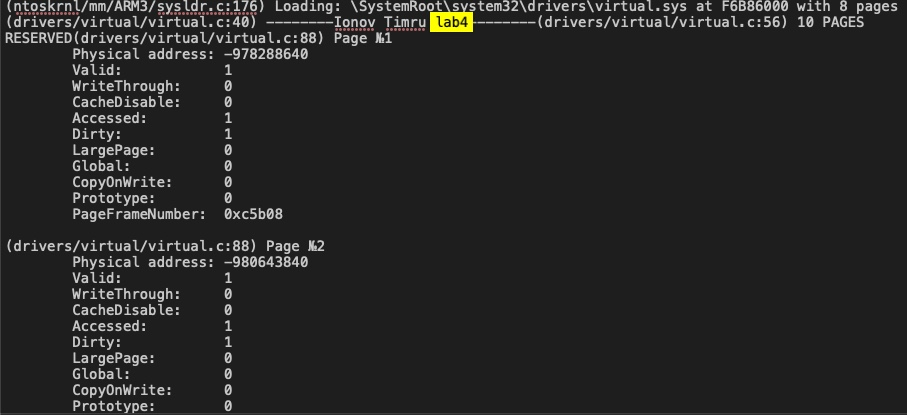 (ntoskrnl/mm/ARM3/sysldr.c:176) Loading: \SystemRoot\system32\drivers\virtual.sys at F6B86000 with 8 pages
(drivers/virtual/virtual.c:40) --------Ionov Timru lab4--------(drivers/virtual/virtual.c:56) 10 PAGES
RESERVED(drivers/virtual/virtual.c:88) Page №1
Physical address: -978288640
Valid: 1
WriteThrough: 0
CacheDisable: 0
Accessed: 1
Dirty: 1
LargePage: 0
Global: 0
CopyOnWrite: 0
Prototype: 0
PageFrameNumber: 0xc5b08
(drivers/virtual/virtual.c:88) Page №2
Physical address: -980643840
Valid: 1
WriteThrough: 0
CacheDisable: 0
Accessed: 1
Dirty: 1
LargePage: 0
Global: 0
CopyOnWrite: 0
Prototype: 0